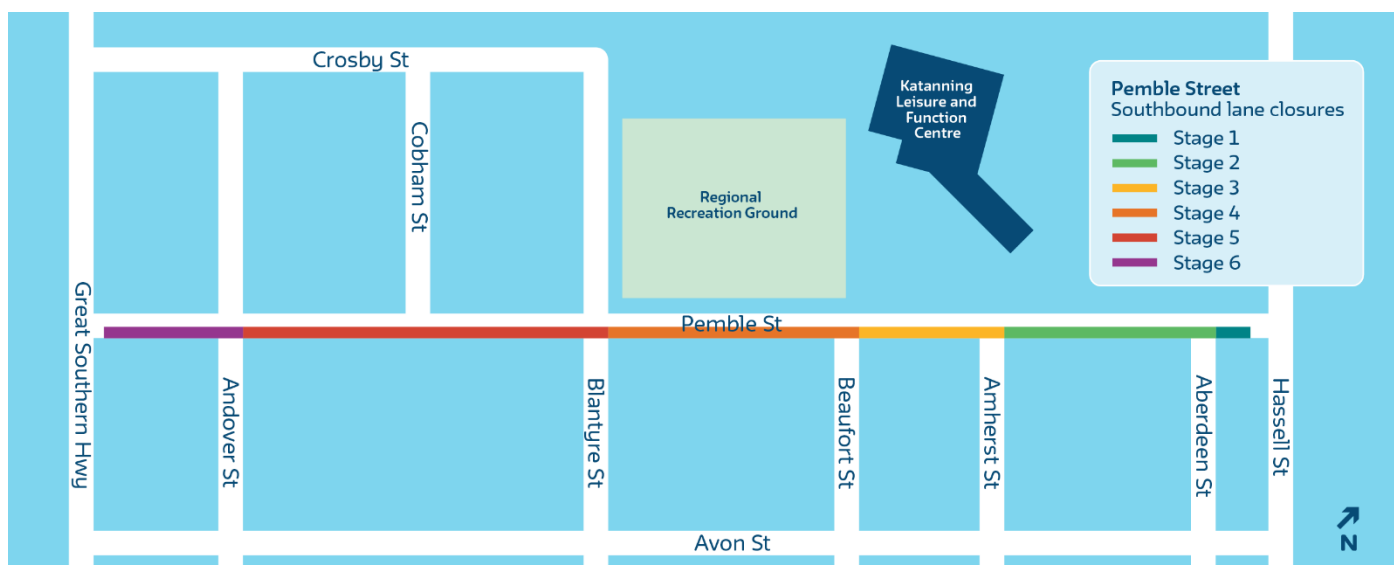 Crosby St
Cobham St
Katanning
Leisure and
Function
Centre
Pemble Street
Southbound lane closures
Stage 1
Stage 2
Stage 3
Stage 4
Stage 5
Stage 6
Regional
Recreation Ground
Great Southern Hwy
Pemble St
Andover St
Blantyre St
Beaufort St
Amherst St
Aberdeen St
Hassell St
Avon St
N